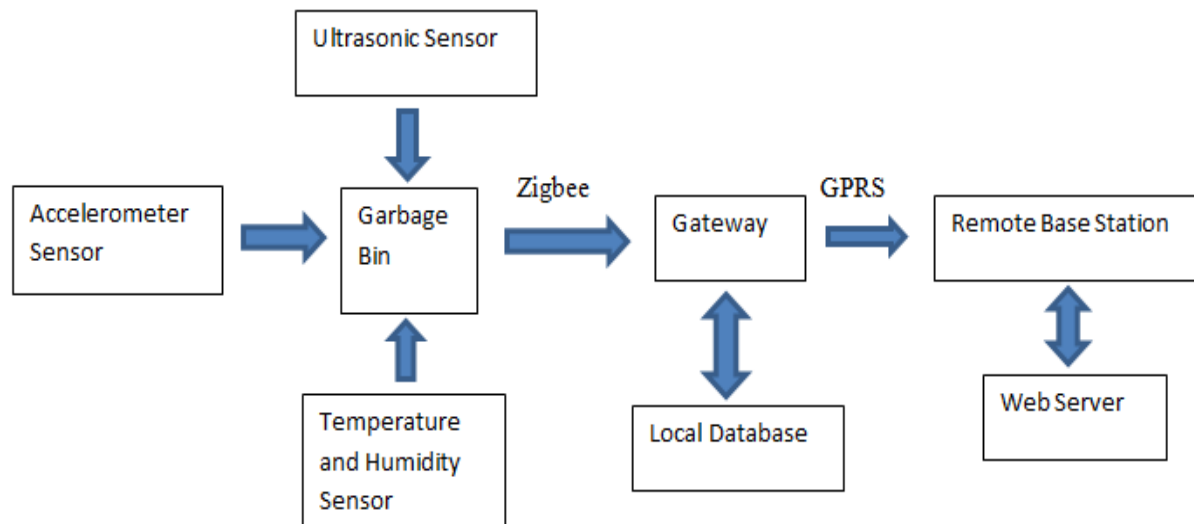 Ultrasonic Sensor
Accelerometer
Sensor
Garbage
Bin
Zigbee
Gateway
GPRS
Remote Base Station
Temperature
and Humidity
Sensor
Local Database
Web Server